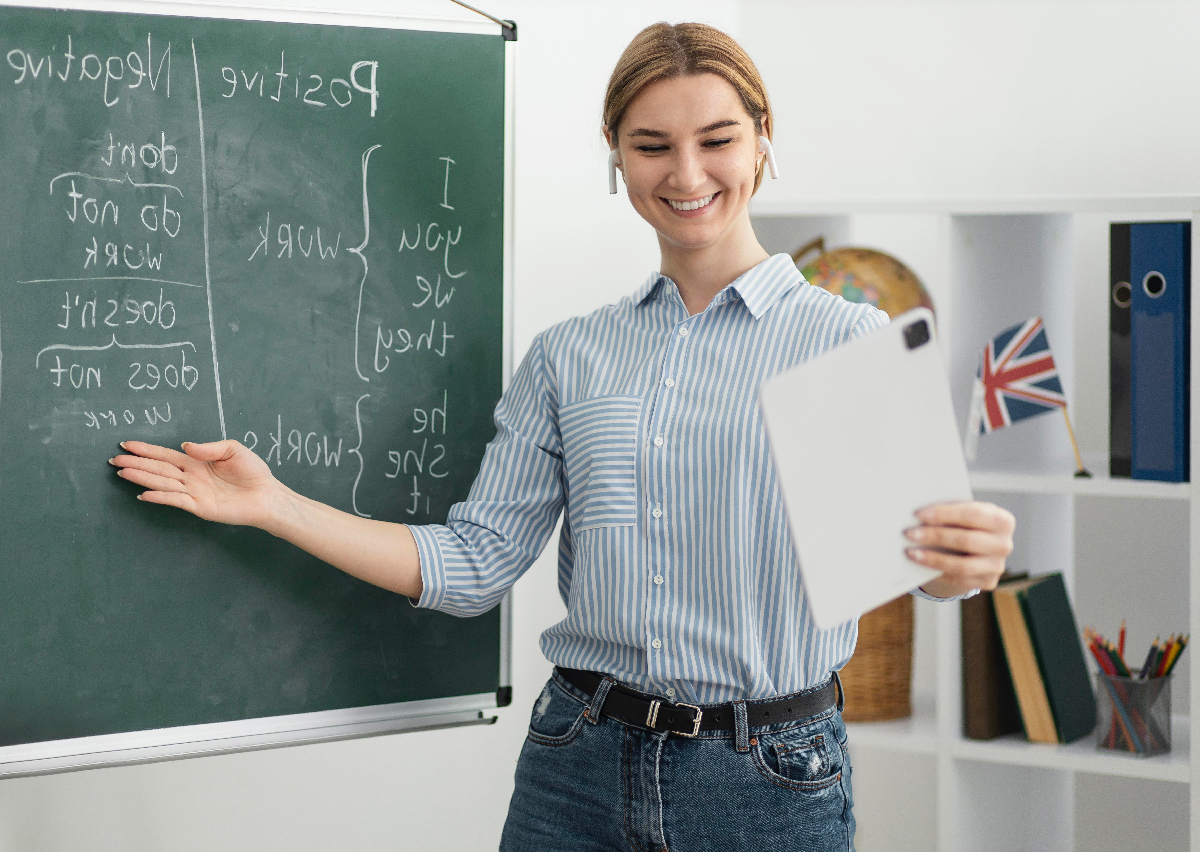 Positive
I
you
we
they
work
he
she
it
works
Negative
don't
do not
work
doesn't
does not
work